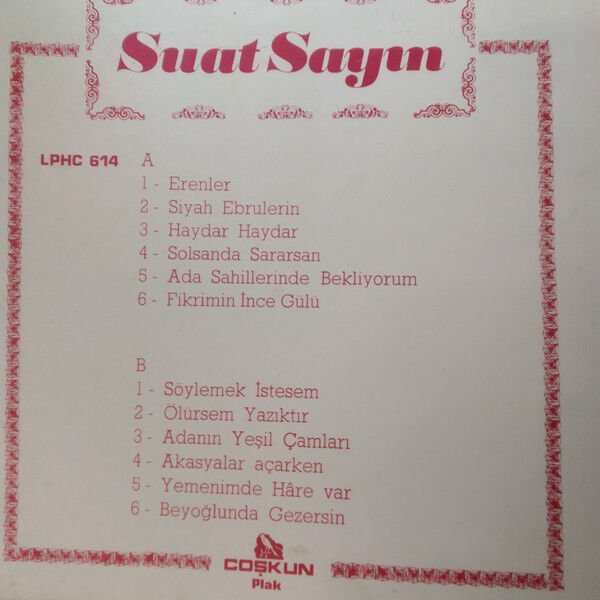 Suat Sayın
LPHC 614 A
1 - Erenler
2 - Sıyah Ebrulerin
3 - Haydar Haydar
4 - Solsanda Sararsan
5 - Ada Sahillerinde Bekliyorum
6 - Fikrimin İnce Gülü
B
1 - Söylemek İstesem
2 - Ölürsem Yazıktır
3 - Adanın Yeşil Çamları
4 - Akasyalar açarken
5 - Yemenimde Hâre var
6 - Beyoğlunda Gezersin
COŞKUN
Plak